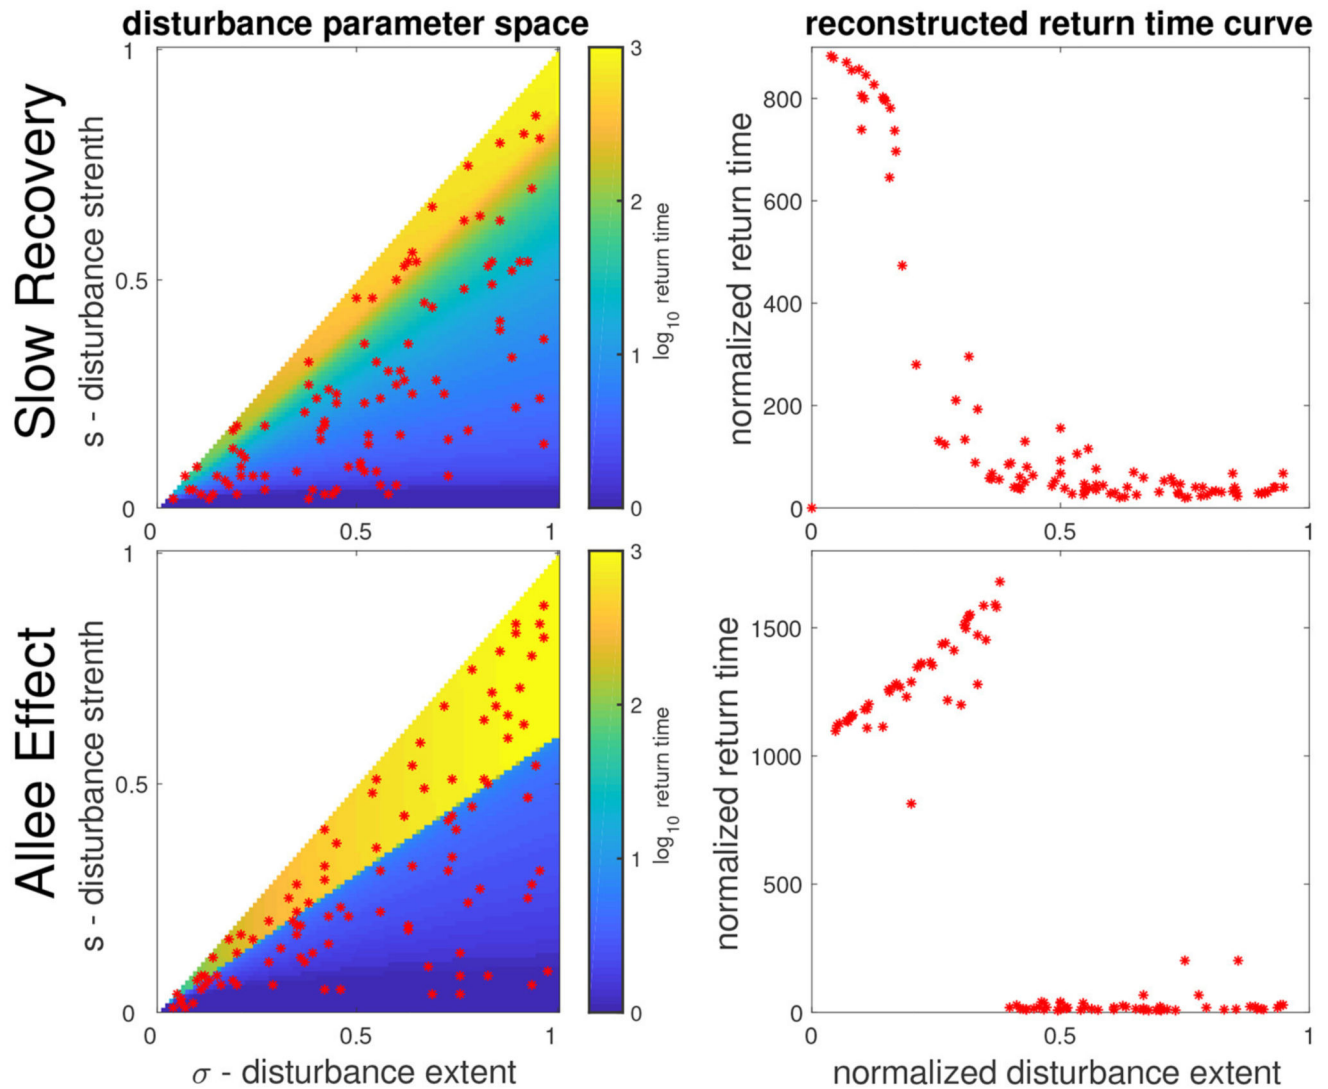 disturbance parameter space
reconstructed return time curve
Slow Recovery
s - disturbance strenth
1
0.5
0
0
0.5
1
3
2
1
0
log10 return time
normalized return time
800
600
400
200
0
0
0.5
1
Allee Effect
s - disturbance strenth
1
0.5
0
0
0.5
1
σ - disturbance extent
3
2
1
0
log10 return time
normalized return time
1500
1000
500
0
0
0.5
1
normalized disturbance extent